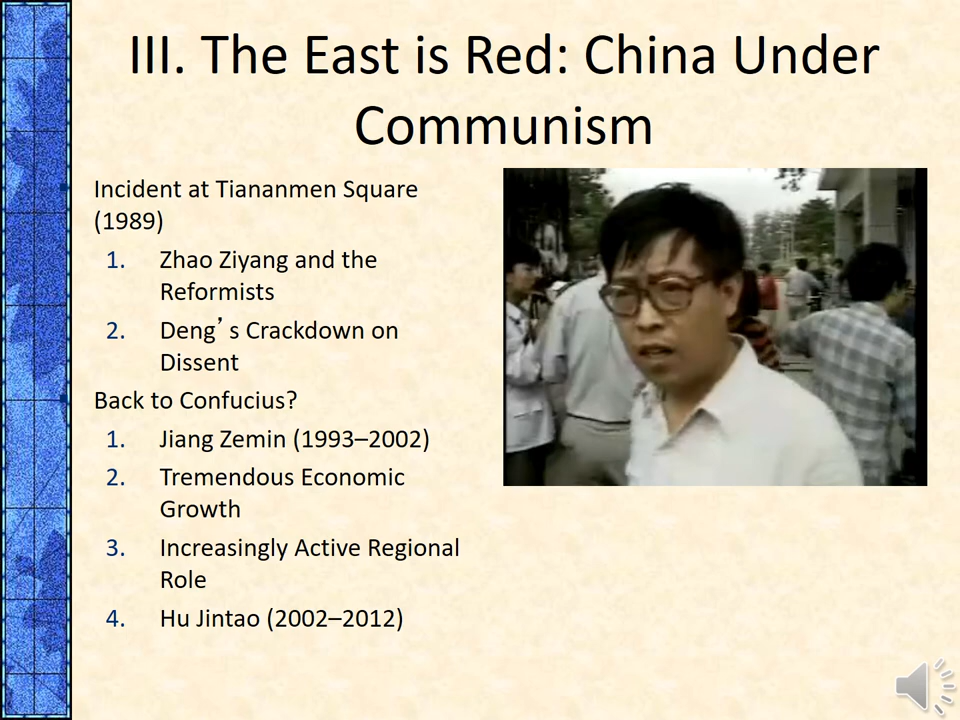 III. The East is Red: China Under
Communism
Incident at Tiananmen Square
(1989)
1. Zhao Ziyang and the
Reformists
2. Deng’s Crackdown on
Dissent
Back to Confucius?
1. Jiang Zemin (1993–2002)
2. Tremendous Economic
Growth
3. Increasingly Active Regional
Role
4. Hu Jintao (2002–2012)